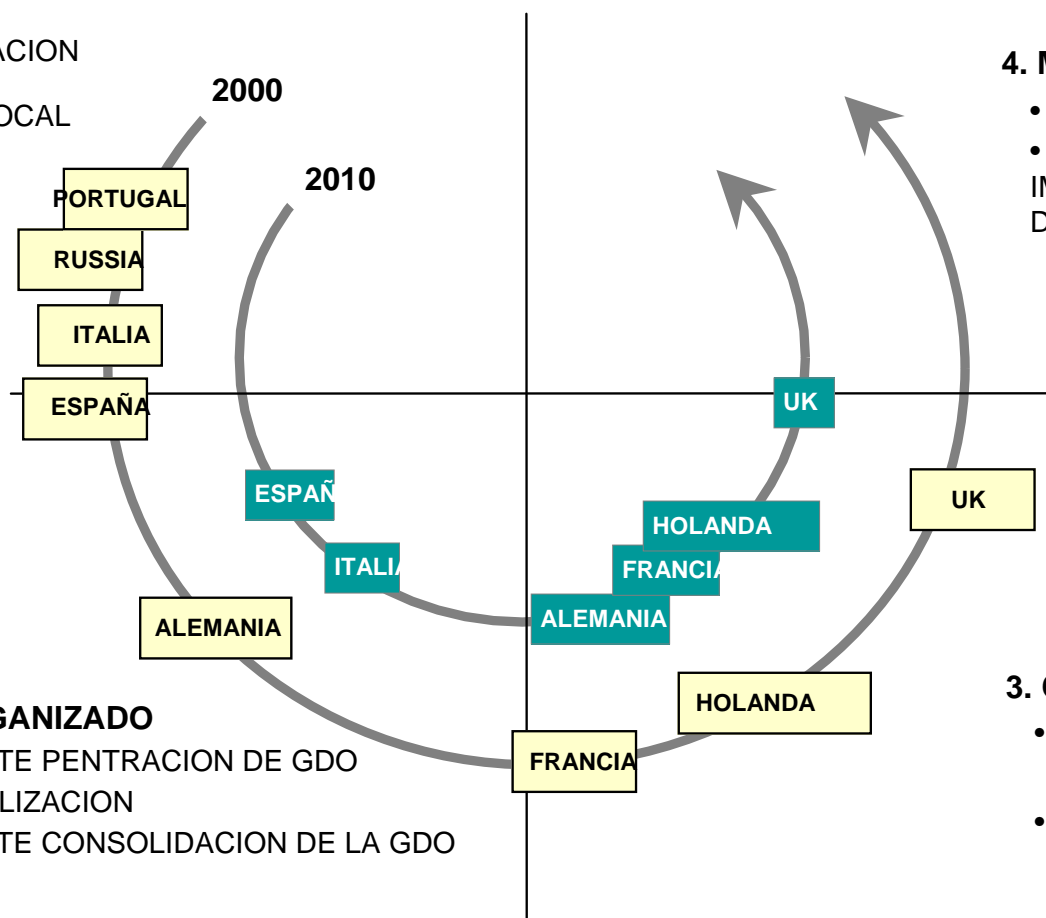 ACION
OCAL
2000
2010
PORTUGAL
RUSSIA
ITALIA
ESPAÑA
ALEMANIA
FRANCIA
HOLANDA
UK
UK
HOLANDA
FRANCIA
ALEMANIA
ITALIA
ESPAÑ
GANIZADO
TE PENTRACION DE GDO
LIZACION
TE CONSOLIDACION DE LA GDO
4. M
•
•
IM
D
3. C
•
•